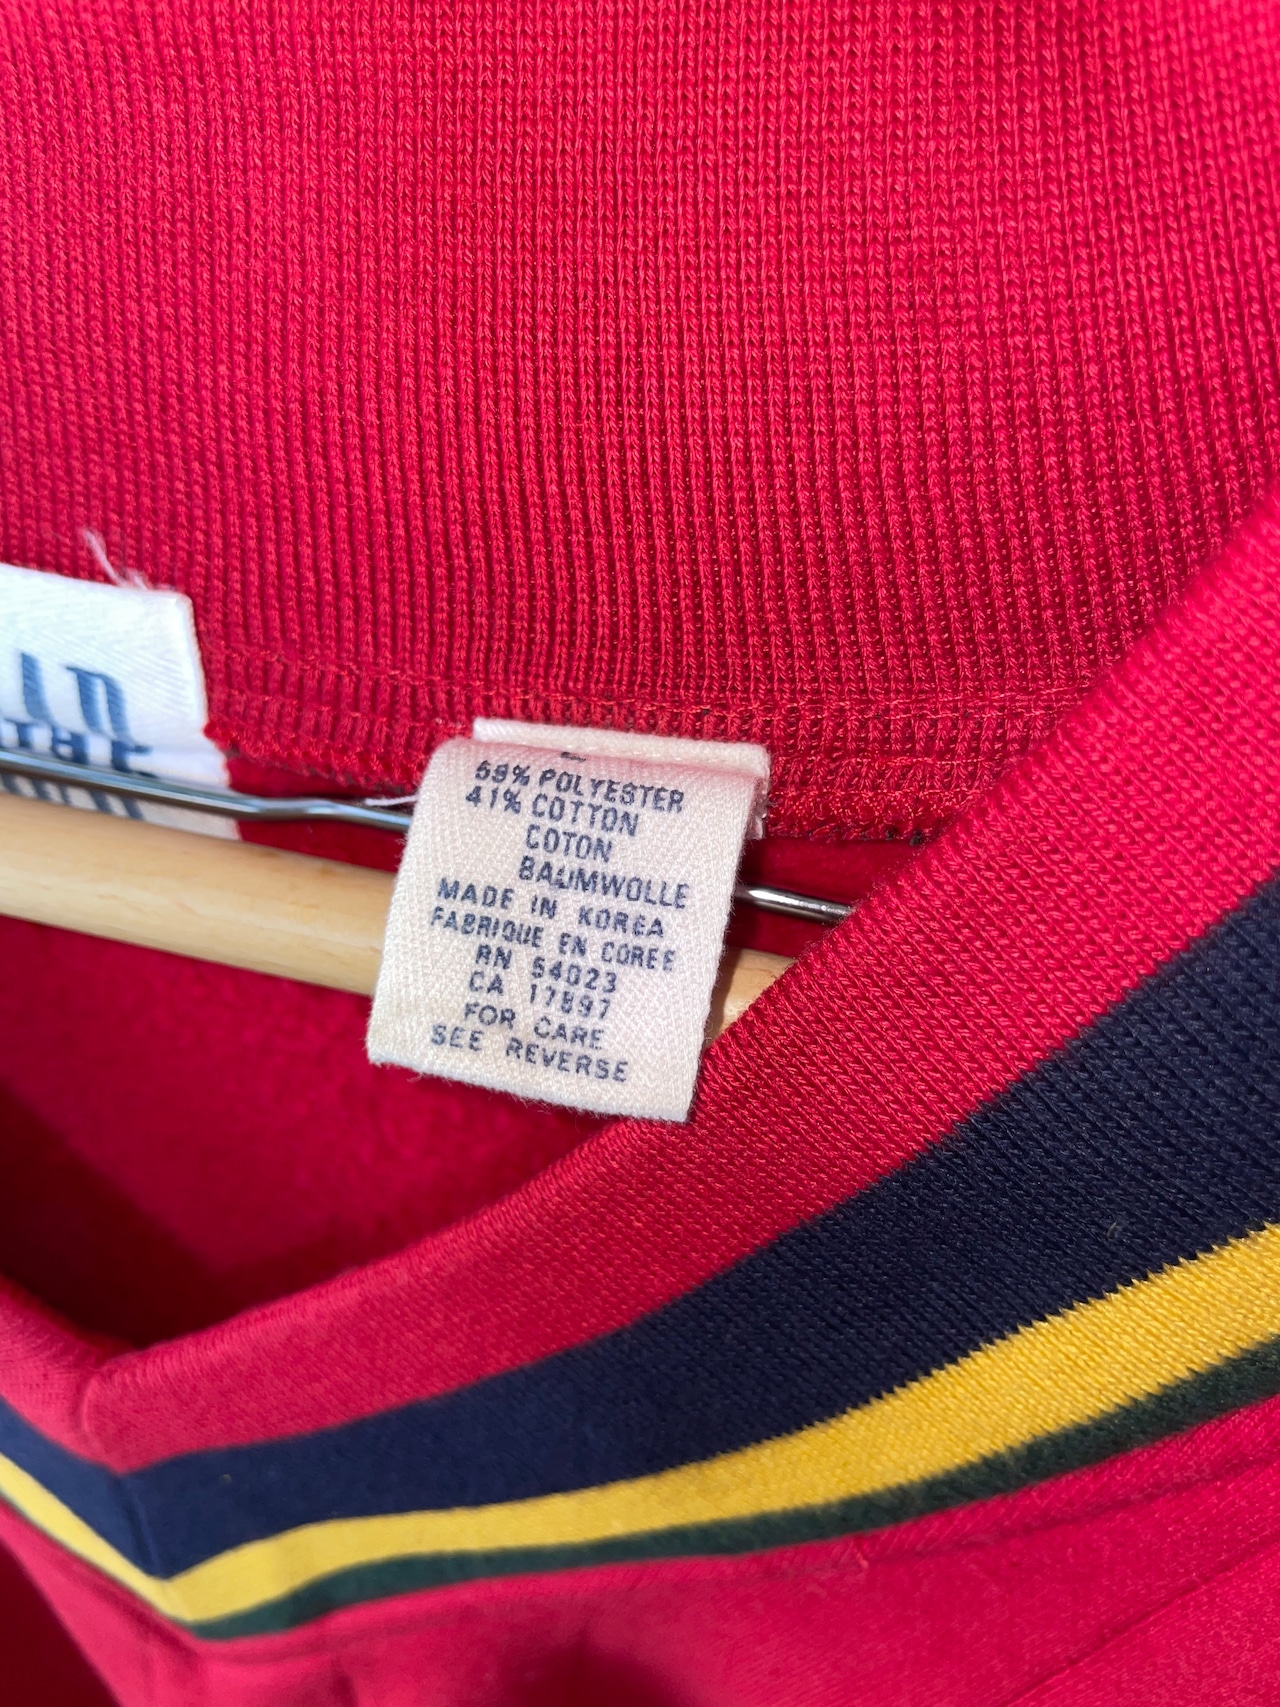 59% POLYESTER
41% COTTON
COTON
BAUMWOLLE
MADE IN KOREA
FABRIQUE EN COREE
RN 54023
CA 17897
FOR CARE
SEE REVERSE